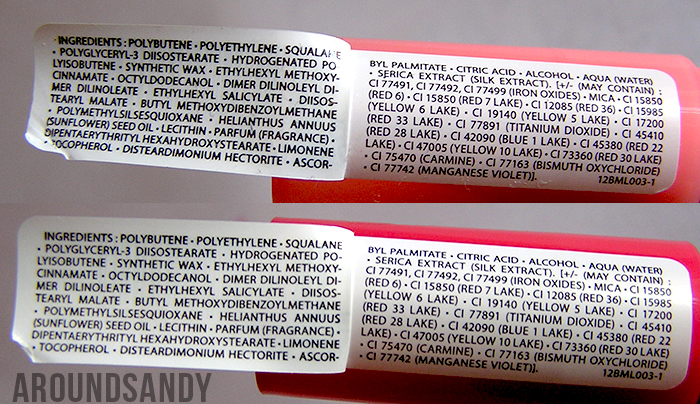 INGREDIENTS : POLYBUTENE • POLYETHYLENE • SQUALANE
• POLYGLYCERYL-3 DIISOSTEARATE • HYDROGENATED PO-
LYISOBUTENE • SYNTHETIC WAX • ETHYLHEXYL METHOXY-
CINNAMATE • OCTYLDODECANOL • DIMER DILINOLEYL DI-
MER DILINOLEATE • ETHYLHEXYL SALICYLATE • DIISOS-
TEARYL MALATE • BUTYL METHOXYDIBENZOYLMETHANE
• POLYMETHYLSILSESQUIOXANE • HELIANTHUS ANNUUS
(SUNFLOWER) SEED OIL • LECITHIN • PARFUM (FRAGRANCE) •
DIPENTAERYTHRITYL HEXAHYDROXYSTEARATE • LIMONENE
• TOCOPHEROL • DISTEARDIMONIUM HECTORITE • ASCOR-
BYL PALMITATE • CITRIC ACID • ALCOHOL • AQUA (WATER)
• SERICA EXTRACT (SILK EXTRACT). [+/- (MAY CONTAIN) :
CI 77491, CI 77492, CI 77499 (IRON OXIDES) • MICA • CI 15850
(RED 6) • CI 15850 (RED 7 LAKE) • CI 12085 (RED 36) • CI 15985
(YELLOW 6 LAKE) • CI 19140 (YELLOW 5 LAKE) • CI 17200
(RED 33 LAKE) • CI 77891 (TITANIUM DIOXIDE) • CI 45410
(RED 28 LAKE) • CI 42090 (BLUE 1 LAKE) • CI 45380 (RED 22
LAKE) • CI 47005 (YELLOW 10 LAKE) • CI 73360 (RED 30 LAKE)
• CI 75470 (CARMINE) • CI 77163 (BISMUTH OXYCHLORIDE)
• CI 77742 (MANGANESE VIOLET)].
12BML003-1
INGREDIENTS : POLYBUTENE • POLYETHYLENE • SQUALANE
• POLYGLYCERYL-3 DIISOSTEARATE • HYDROGENATED PO-
LYISOBUTENE • SYNTHETIC WAX • ETHYLHEXYL METHOXY-
CINNAMATE • OCTYLDODECANOL • DIMER DILINOLEYL DI-
MER DILINOLEATE • ETHYLHEXYL SALICYLATE • DIISOS-
TEARYL MALATE • BUTYL METHOXYDIBENZOYLMETHANE
• POLYMETHYLSILSESQUIOXANE • HELIANTHUS ANNUUS
(SUNFLOWER) SEED OIL • LECITHIN • PARFUM (FRAGRANCE) •
DIPENTAERYTHRITYL HEXAHYDROXYSTEARATE • LIMONENE
• TOCOPHEROL • DISTEARDIMONIUM HECTORITE • ASCOR-
BYL PALMITATE • CITRIC ACID • ALCOHOL • AQUA (WATER)
• SERICA EXTRACT (SILK EXTRACT). [+/- (MAY CONTAIN :
CI 77491, CI 77492, CI 77499 (IRON OXIDES) • MICA • CI 15850
(RED 6) • CI 15850 (RED 7 LAKE) • CI 12085 (RED 36) • CI 15985
(YELLOW 6 LAKE) • CI 19140 (YELLOW 5 LAKE) • CI 17200
(RED 33 LAKE) • CI 77891 (TITANIUM DIOXIDE) • CI 45410
(RED 28 LAKE) • CI 42090 (BLUE 1 LAKE) • CI 45380 (RED 22
LAKE) • CI 47005 (YELLOW 10 LAKE) • CI 73360 (RED 30 LAKE)
• CI 75470 (CARMINE) • CI 77163 (BISMUTH OXYCHLORIDE)
• CI 77742 (MANGANESE VIOLET)].
12BML003-1
AROUNDSANDY